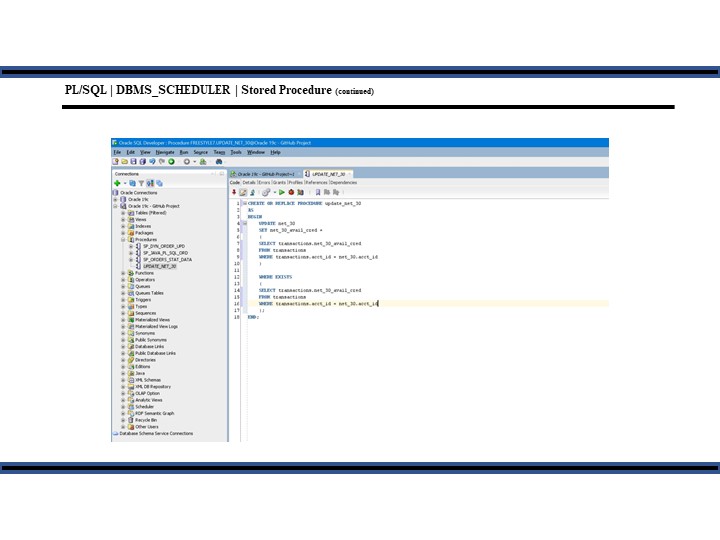 PL/SQL | DBMS_SCHEDULER | Stored Procedure (continued)
Oracle SQL Developer : Procedure FREESTYLET.UPDATE_NET_30@Oracle 19c - GitHub Project
File Edit View Navigate Run Source Team Tools Window Help
Connections
Oracle 19c - GitHub Project~1
UPDATE_NET_30
Code Details Errors Grants Profiles References Dependencies
Oracle Connections
Oracle 19c
Oracle 19c - GitHub Project
Tables (Filtered)
Views
Indexes
Packages
Procedures
SP_DYN_ORDER_UPD
SP_JAVA_PL_SQL_ORD
SP_ORDERS_STAT_DATA
UPDATE_NET_30
Functions
Operators
Queues
Queues Tables
Triggers
Types
Sequences
Materialized Views
Materialized View Logs
Synonyms
Public Synonyms
Database Links
Public Database Links
Directories
Editions
Java
XML Schemas
XML DB Repository
OLAP Option
Analytic Views
Scheduler
RDF Semantic Graph
Recycle Bin
Other Users
Database Schema Service Connections
1 CREATE OR REPLACE PROCEDURE update_net_30
2 AS
3 BEGIN
4 UPDATE net_30
5 SET net_30_avail_cred =
6 (
7 SELECT transactions.net_30_avail_cred
8 FROM transactions
9 WHERE transactions.acct_id = net_30.acct_id
10 )
11
12 WHERE EXISTS
13 (
14 SELECT transactions.net_30_avail_cred
15 FROM transactions
16 WHERE transactions.acct_id = net_30.acct_id
17 );
18 END;